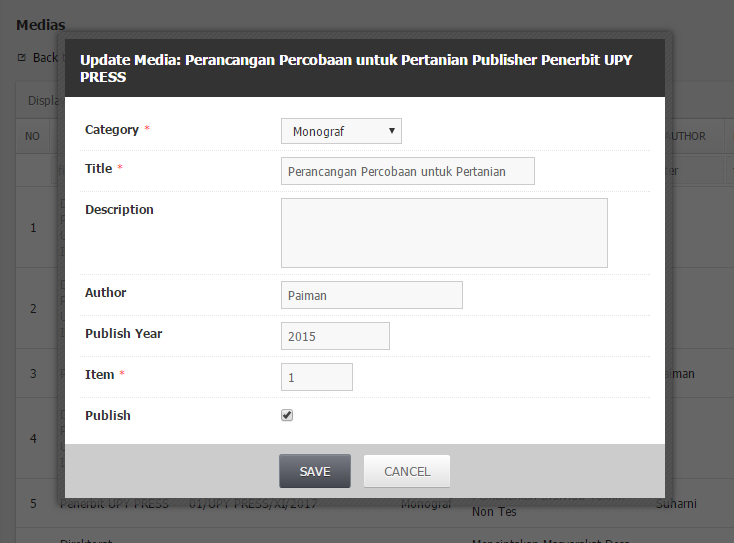 Medias
Back
Update Media: Perancangan Percobaan untuk Pertanian Publisher Penerbit UPY
PRESS
Displa
NO
AUTHOR
Category *
Monograf
Title *
Perancangan Percobaan untuk Pertanian
Description
1
2
Author
Paiman
Publish Year
2015
3
Item *
1
Publish
4
SAVE
CANCEL
5
Penerbit UPY PRESS
01/UPY PRESS/XI/2017
Monograf
Non Tes
Suharni